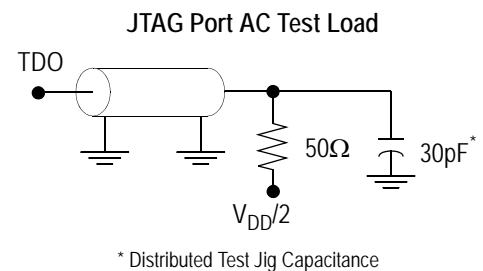 JTAG Port AC Test Load
TDO
50Ω
30pF*
VDD/2
* Distributed Test Jig Capacitance